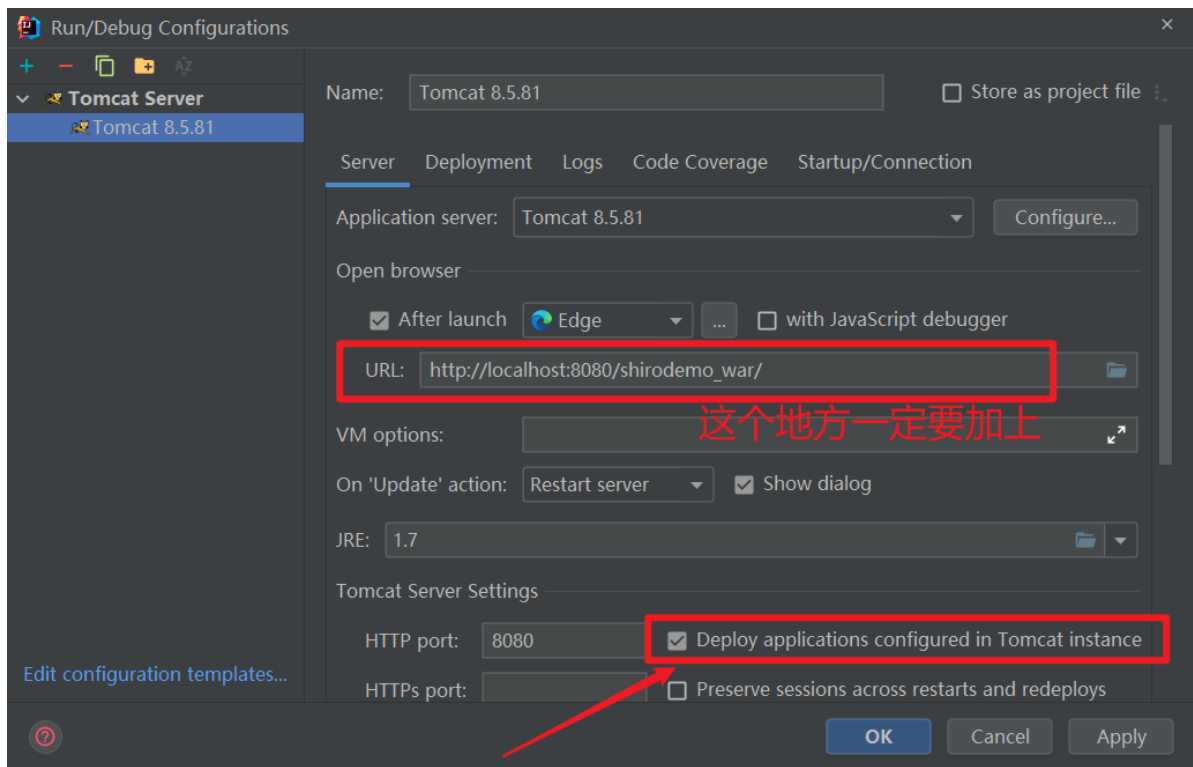 Run/Debug Configurations
Tomcat Server
Tomcat 8.5.81
Name: Tomcat 8.5.81 Store as project file
Server Deployment Logs Code Coverage Startup/Connection
Application server: Tomcat 8.5.81 Configure...
Open browser
After launch Edge ... with JavaScript debugger
URL: http://localhost:8080/shirodemo_war/
这个地方一定要加上
VM options:
On 'Update' action: Restart server Show dialog
JRE: 1.7
Tomcat Server Settings
HTTP port: 8080 Deploy applications configured in Tomcat instance
HTTPs port: Preserve sessions across restarts and redeploys
Edit configuration templates...
? OK Cancel Apply